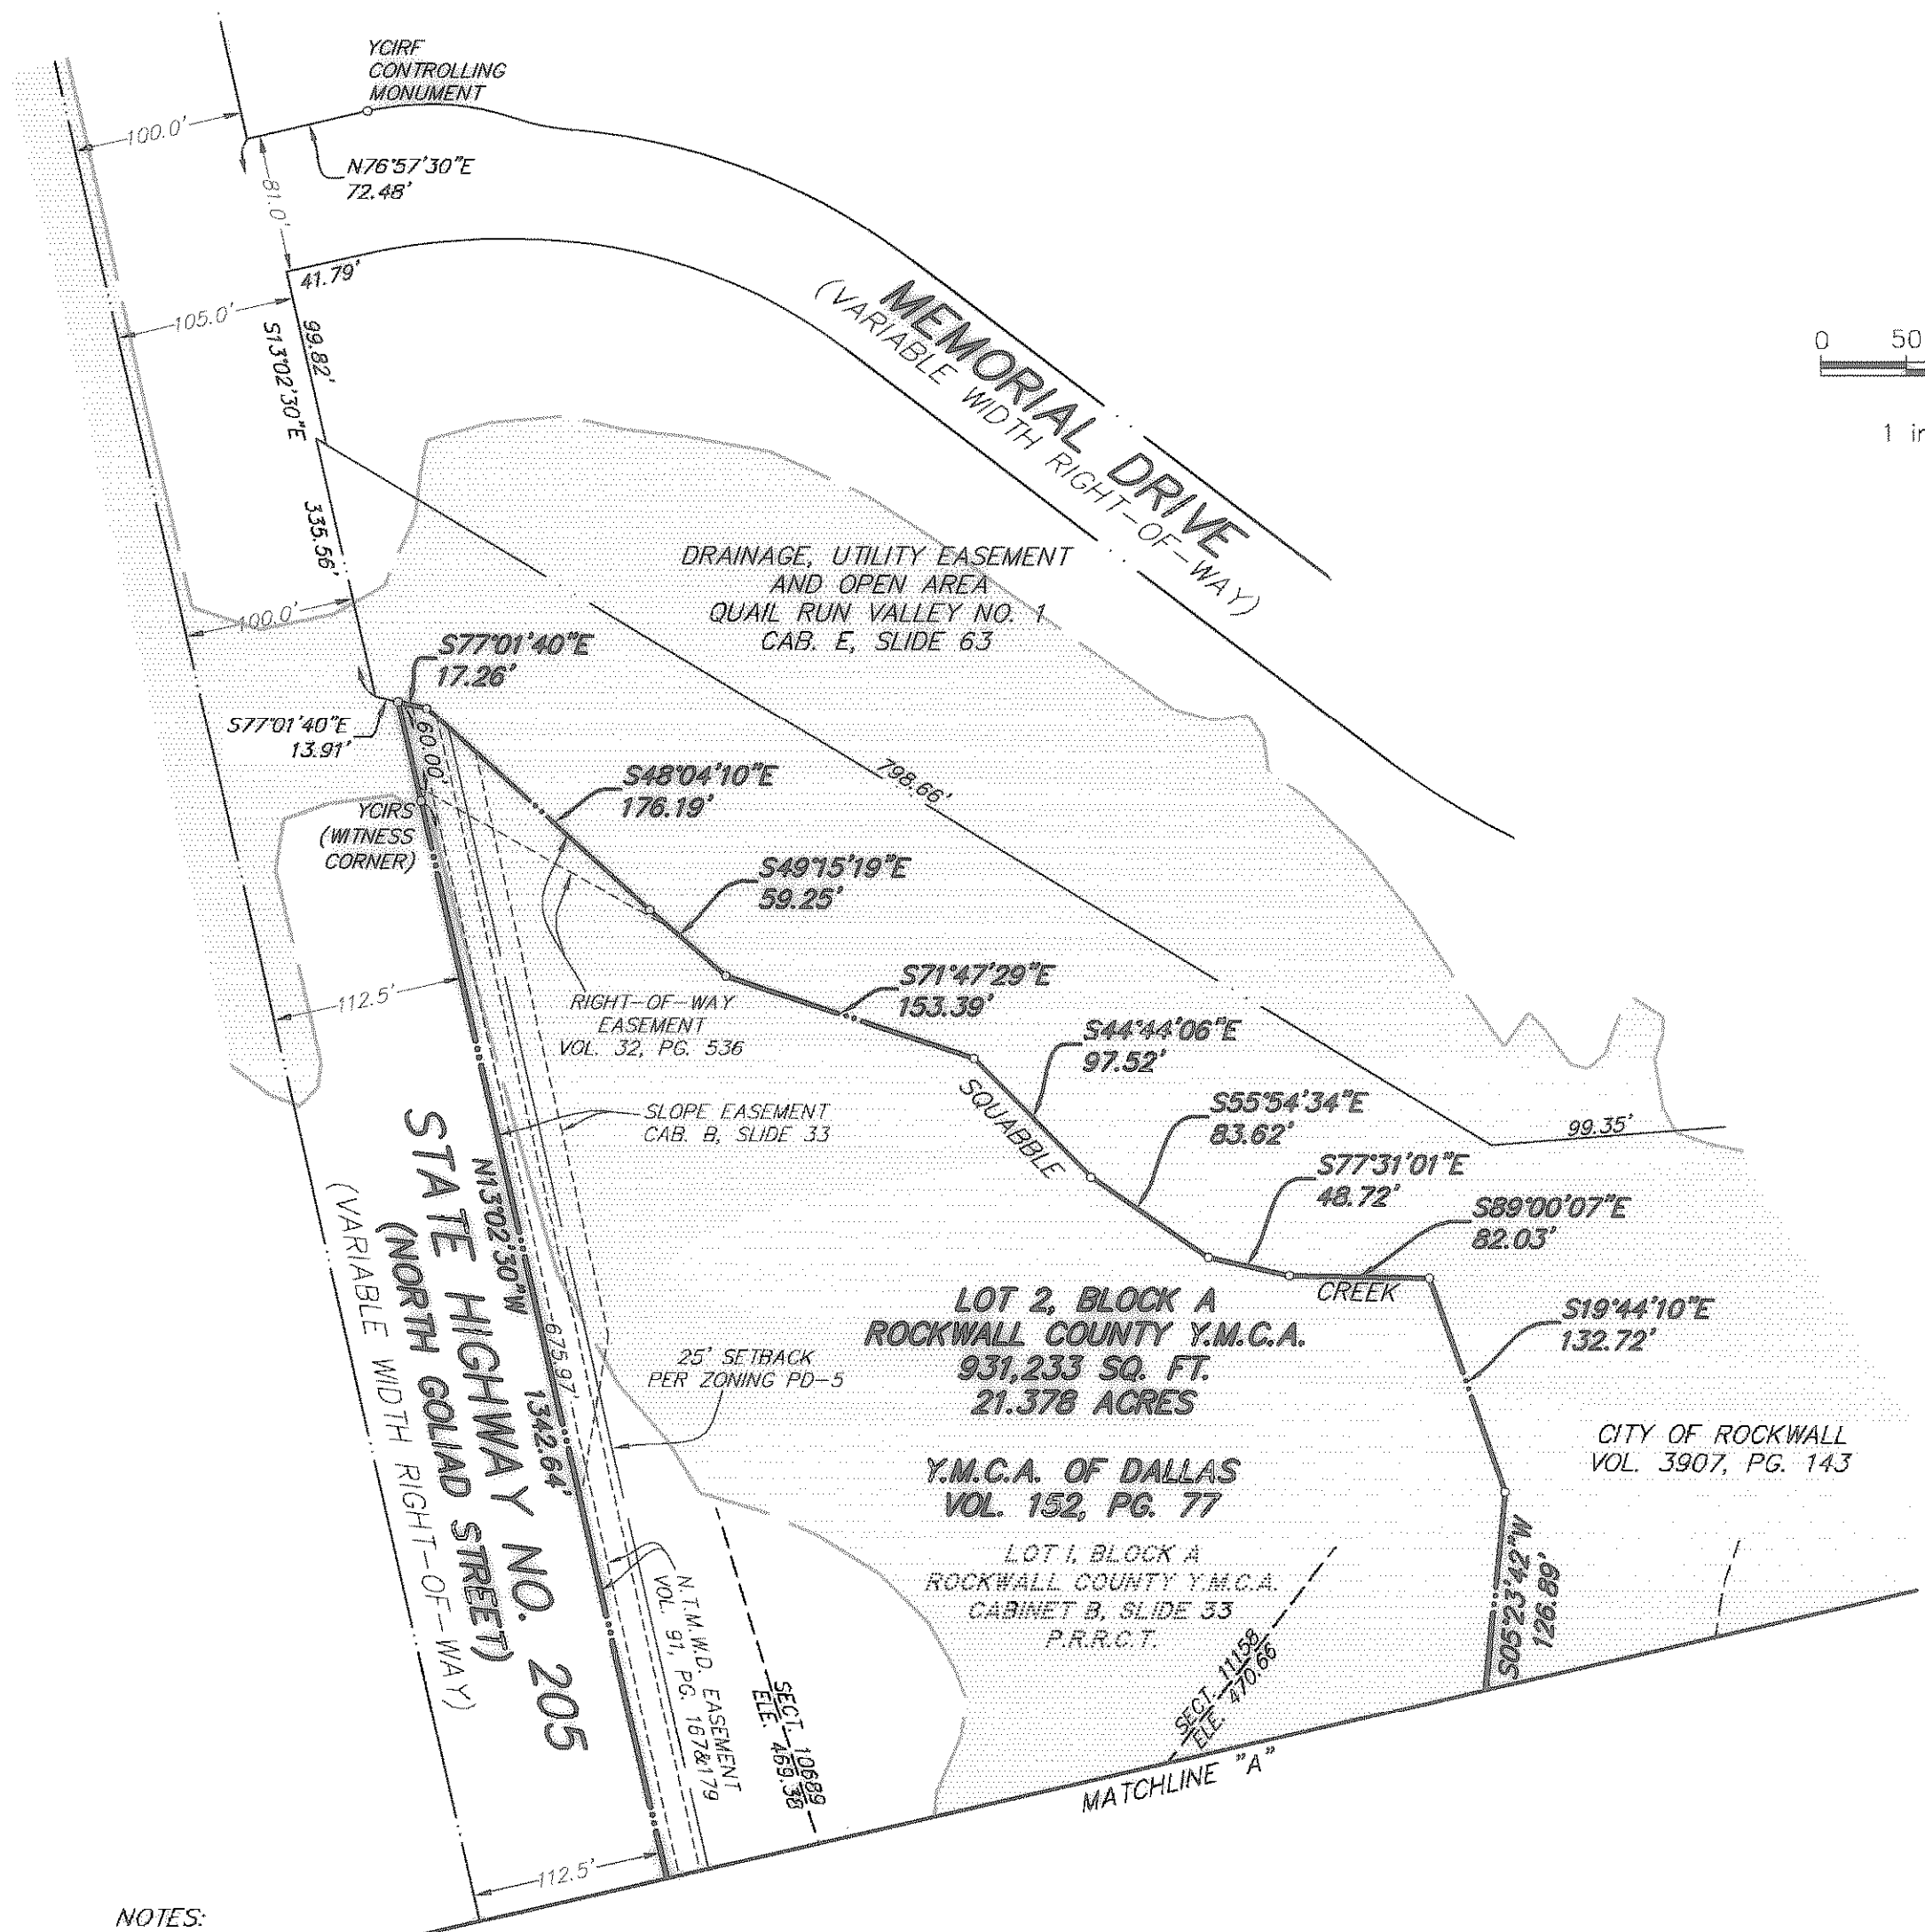 YCIRF
CONTROLLING
MONUMENT
100.0'
N76°57'30"E
72.48'
81.0'
41.79'
105.0'
99.82'
S13°02'30"E
335.56'
100.0'
MEMORIAL DRIVE
(VARIABLE WIDTH RIGHT-OF-WAY)
0 50
1 in
DRAINAGE, UTILITY EASEMENT
AND OPEN AREA
QUAIL RUN VALLEY NO. 1
CAB. E, SLIDE 63
S77°01'40"E
17.26'
S77°01'40"E
13.91'
60.00'
YCIRS
(WITNESS
CORNER)
S48°04'10"E
176.19'
798.66'
S49°15'19"E
59.25'
112.5'
RIGHT-OF-WAY
EASEMENT
VOL. 32, PG. 536
S71°47'29"E
153.39'
S44°44'06"E
97.52'
SQUABBLE
S55°54'34"E
83.62'
99.35'
SLOPE EASEMENT
CAB. B, SLIDE 33
S77°31'01"E
48.72'
S89°00'07"E
82.03'
CREEK
S19°44'10"E
132.72'
N13°02'30"W
675.97'
1342.64'
STATE HIGHWAY NO. 205
(NORTH GOLIAD STREET)
(VARIABLE WIDTH RIGHT-OF-WAY)
25' SETBACK
PER ZONING PD-5
LOT 2, BLOCK A
ROCKWALL COUNTY Y.M.C.A.
931,233 SQ. FT.
21.378 ACRES
Y.M.C.A. OF DALLAS
VOL. 152, PG. 77
LOT 1, BLOCK A
ROCKWALL COUNTY Y.M.C.A.
CABINET B, SLIDE 33
P.R.R.C.T.
CITY OF ROCKWALL
VOL. 3907, PG. 143
S05°23'42"W
126.89'
N.T.M.W.D. EASEMENT
VOL. 91, PG. 167&179
SECT. 10689
ELE. 469.38
SECT. 11158
ELE. 470.66
MATCHLINE "A"
112.5'
NOTES: